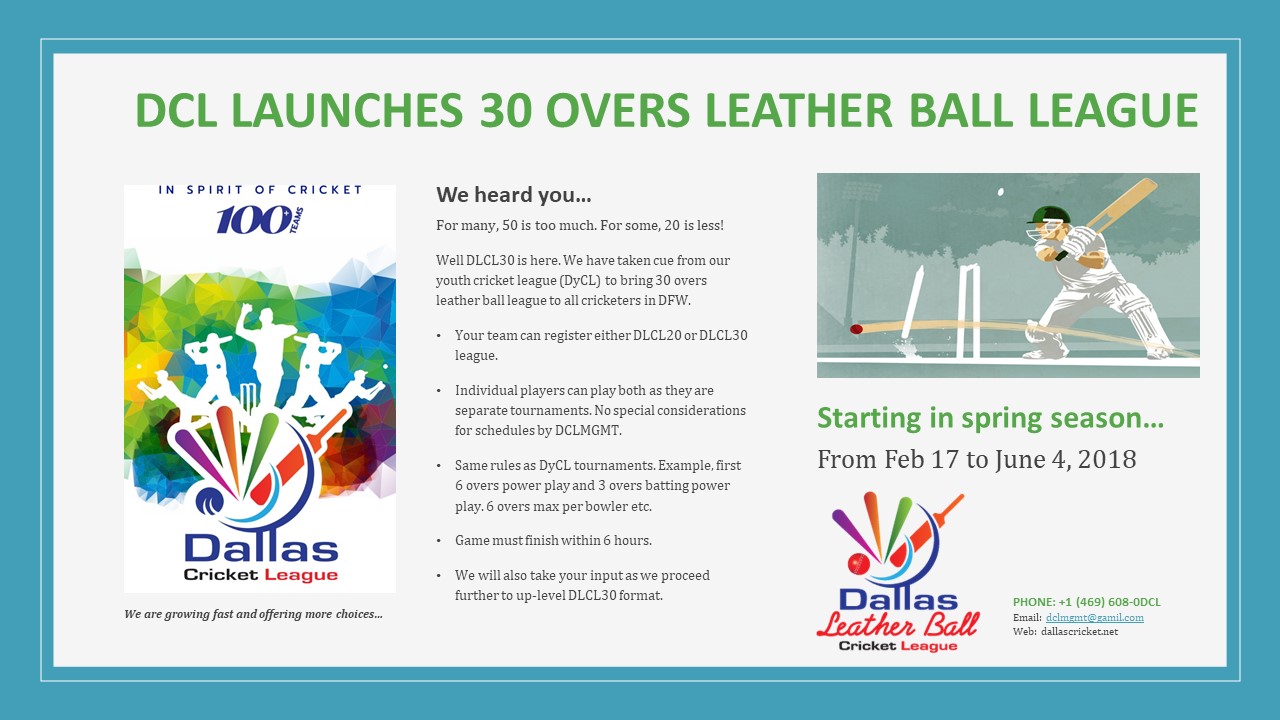 DCL LAUNCHES 30 OVERS LEATHER BALL LEAGUE
IN SPIRIT OF CRICKET
100+ TEAMS
Dallas
Cricket League
We are growing fast and offering more choices...
We heard you...
For many, 50 is too much. For some, 20 is less!
Well DLCL30 is here. We have taken cue from our
youth cricket league (DyCL) to bring 30 overs
leather ball league to all cricketers in DFW.
• Your team can register either DLCL20 or DLCL30
league.
• Individual players can play both as they are
separate tournaments. No special considerations
for schedules by DCLMGMT.
• Same rules as DyCL tournaments. Example, first
6 overs power play and 3 overs batting power
play. 6 overs max per bowler etc.
• Game must finish within 6 hours.
• We will also take your input as we proceed
further to up-level DLCL30 format.
Starting in spring season...
From Feb 17 to June 4, 2018
Dallas
Leather Ball
Cricket League
PHONE: +1 (469) 608-0DCL
Email: dclmgmt@gamil.com
Web: dallascricket.net